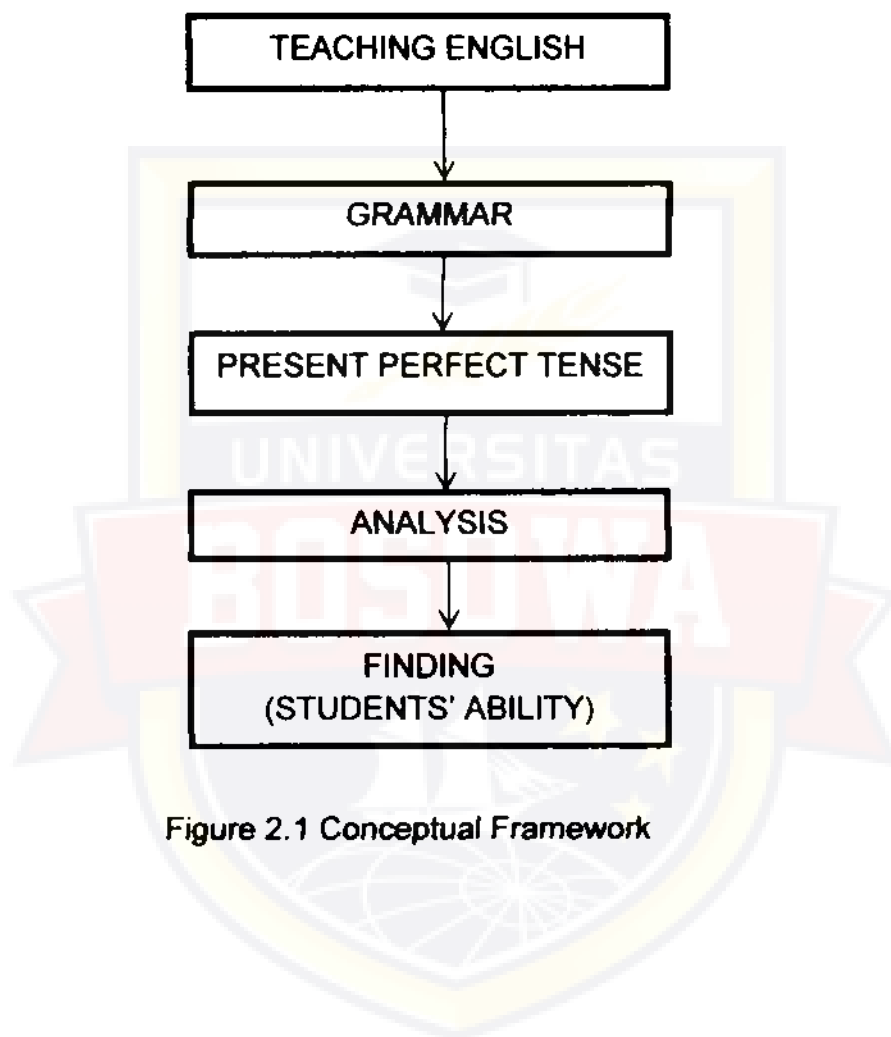 TEACHING ENGLISH
GRAMMAR
PRESENT PERFECT TENSE
UNIVERSITAS
ANALYSIS
BOSOWA
FINDING
(STUDENTS' ABILITY)
Figure 2.1 Conceptual Framework